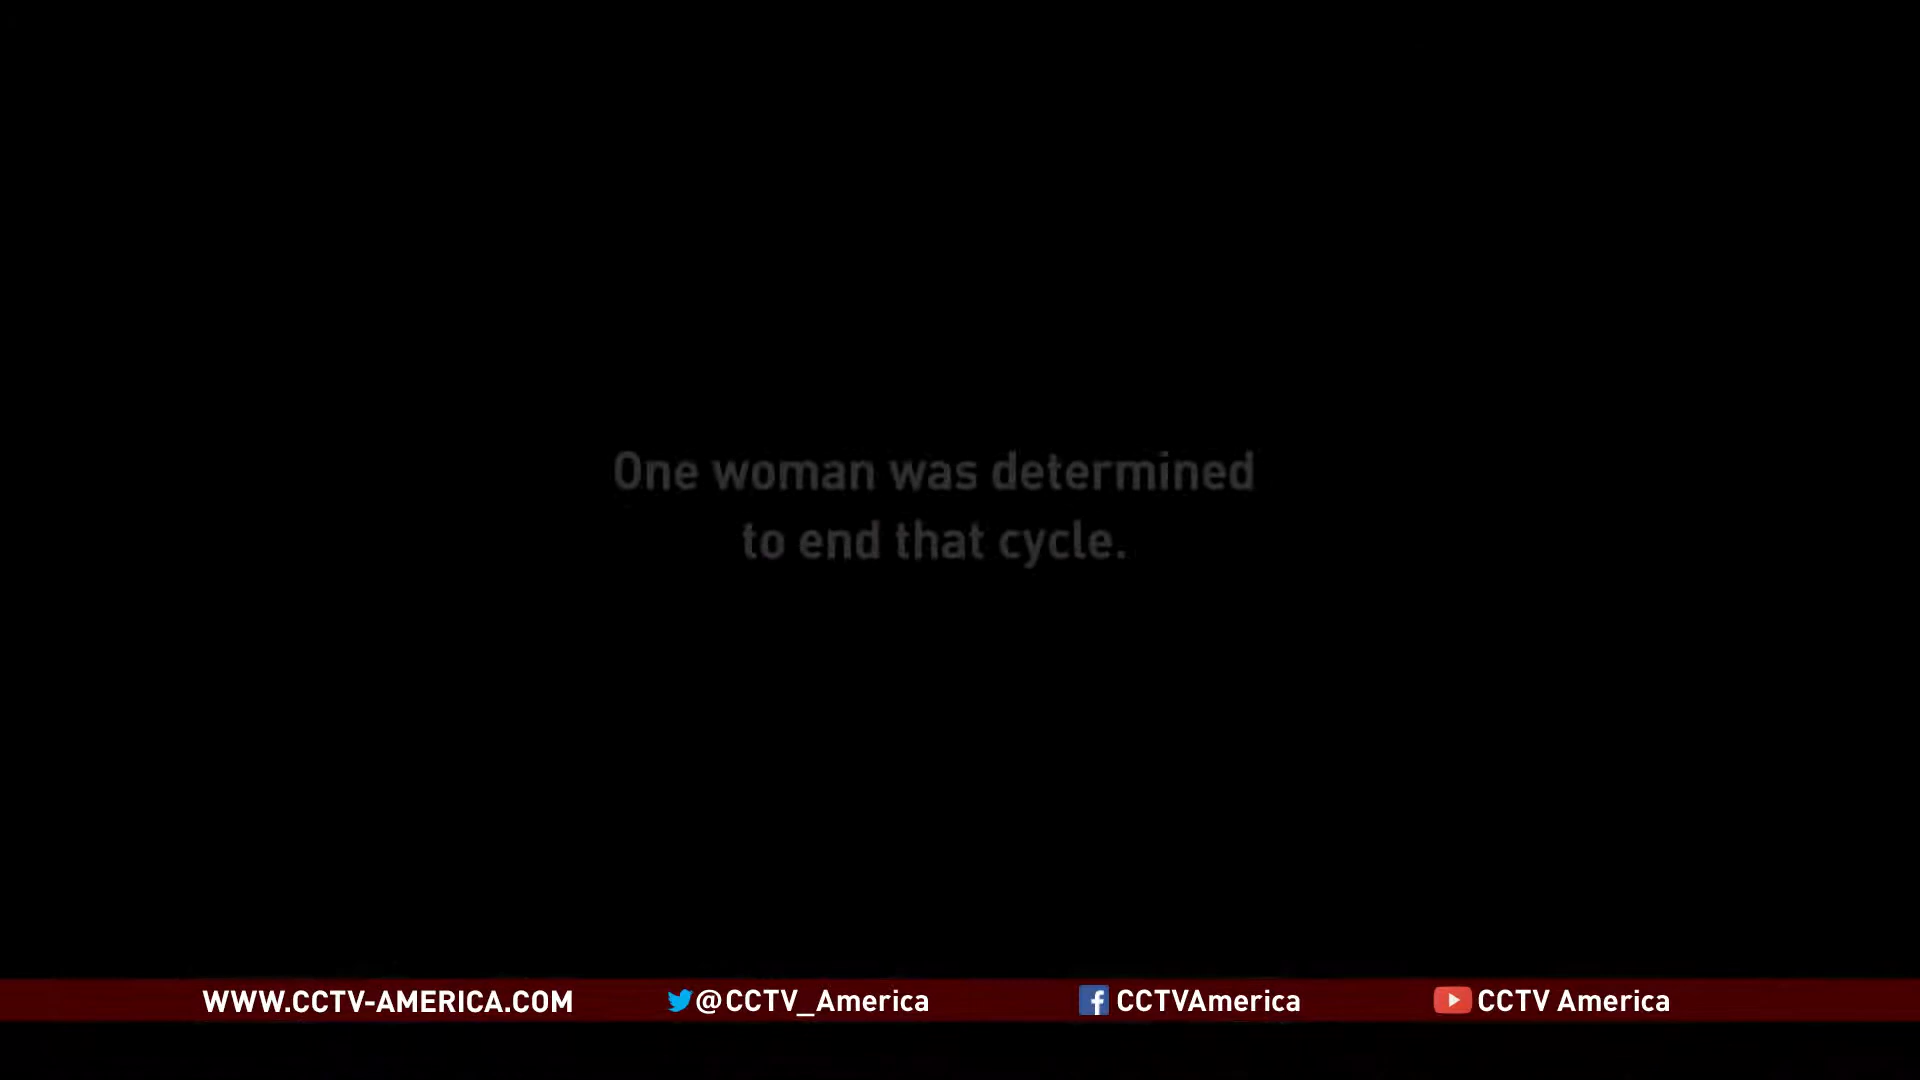 One woman was determined
to end that cycle.
WWW.CCTV-AMERICA.COM @CCTV_America CCTVAmerica CCTV America